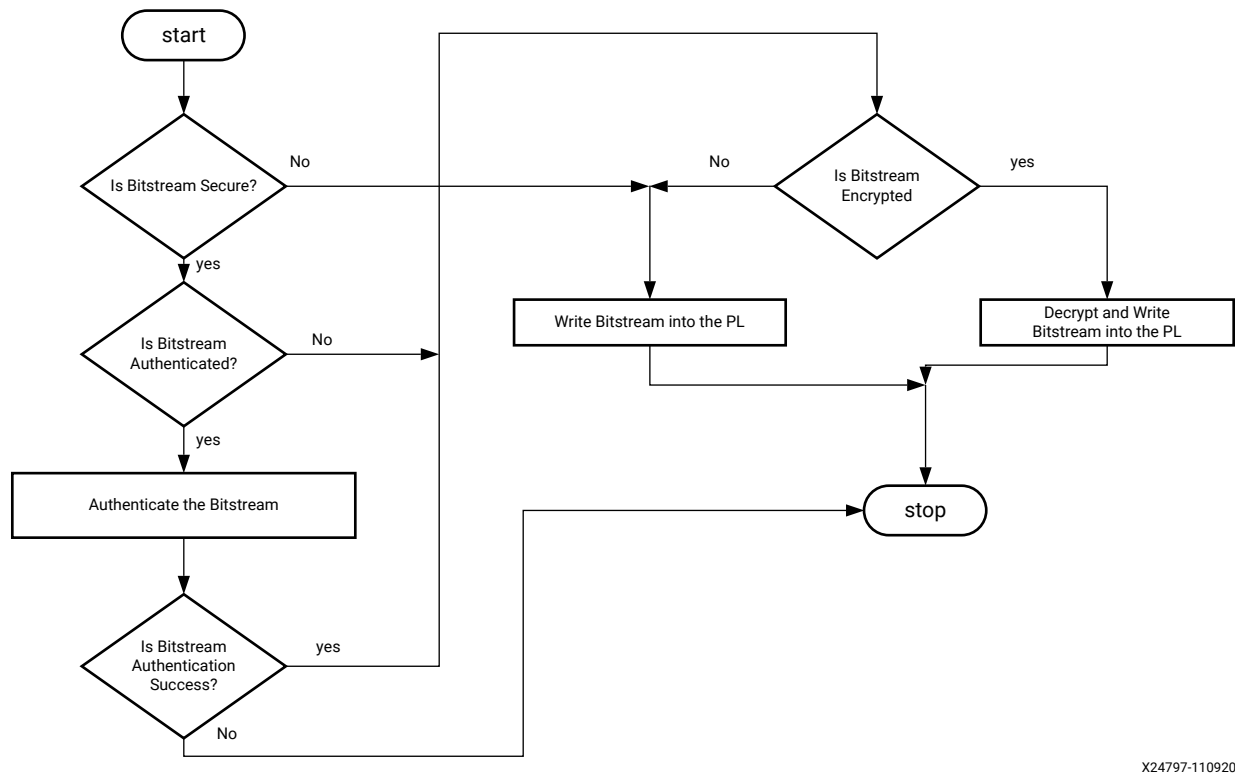 start
No
Is Bitstream Secure?
No
Is Bitstream
Encrypted
yes
yes
Is Bitstream
Authenticated?
No
Write Bitstream into the PL
Decrypt and Write
Bitstream into the PL
yes
Authenticate the Bitstream
stop
Is Bitstream
Authentication
Success?
yes
No
X24797-110920